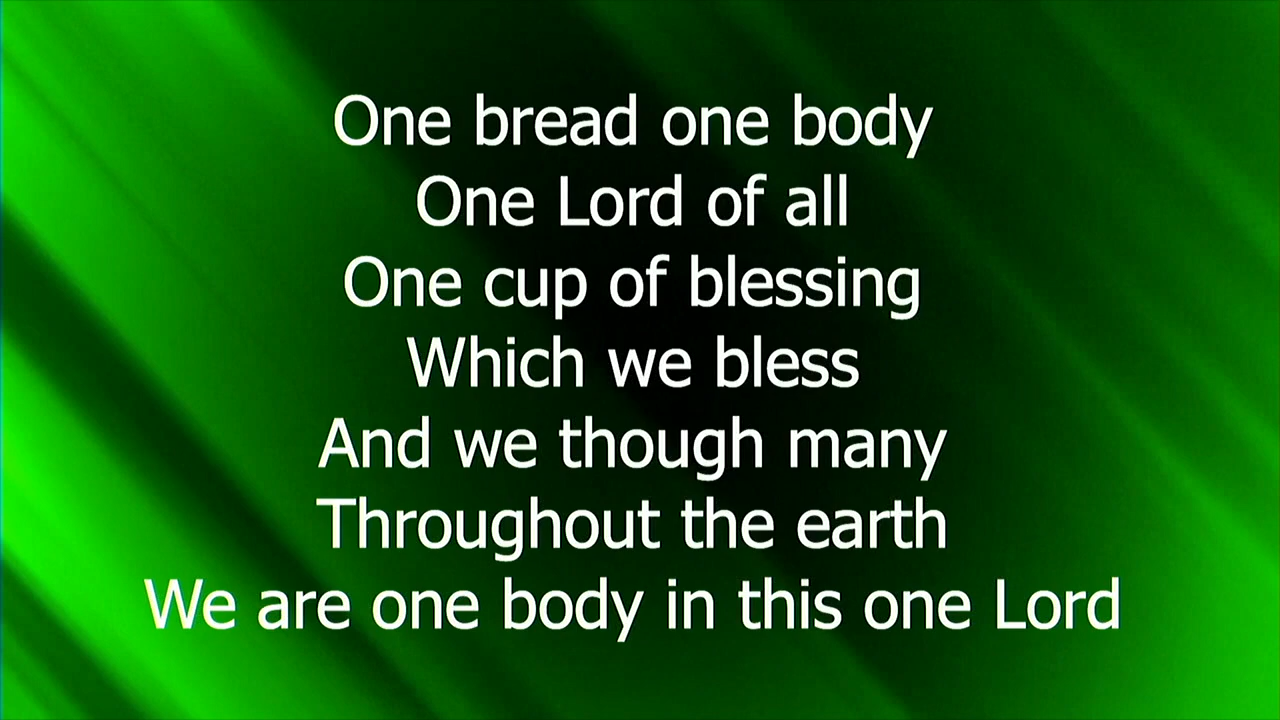 One bread one body
One Lord of all
One cup of blessing
Which we bless
And we though many
Throughout the earth
We are one body in this one Lord